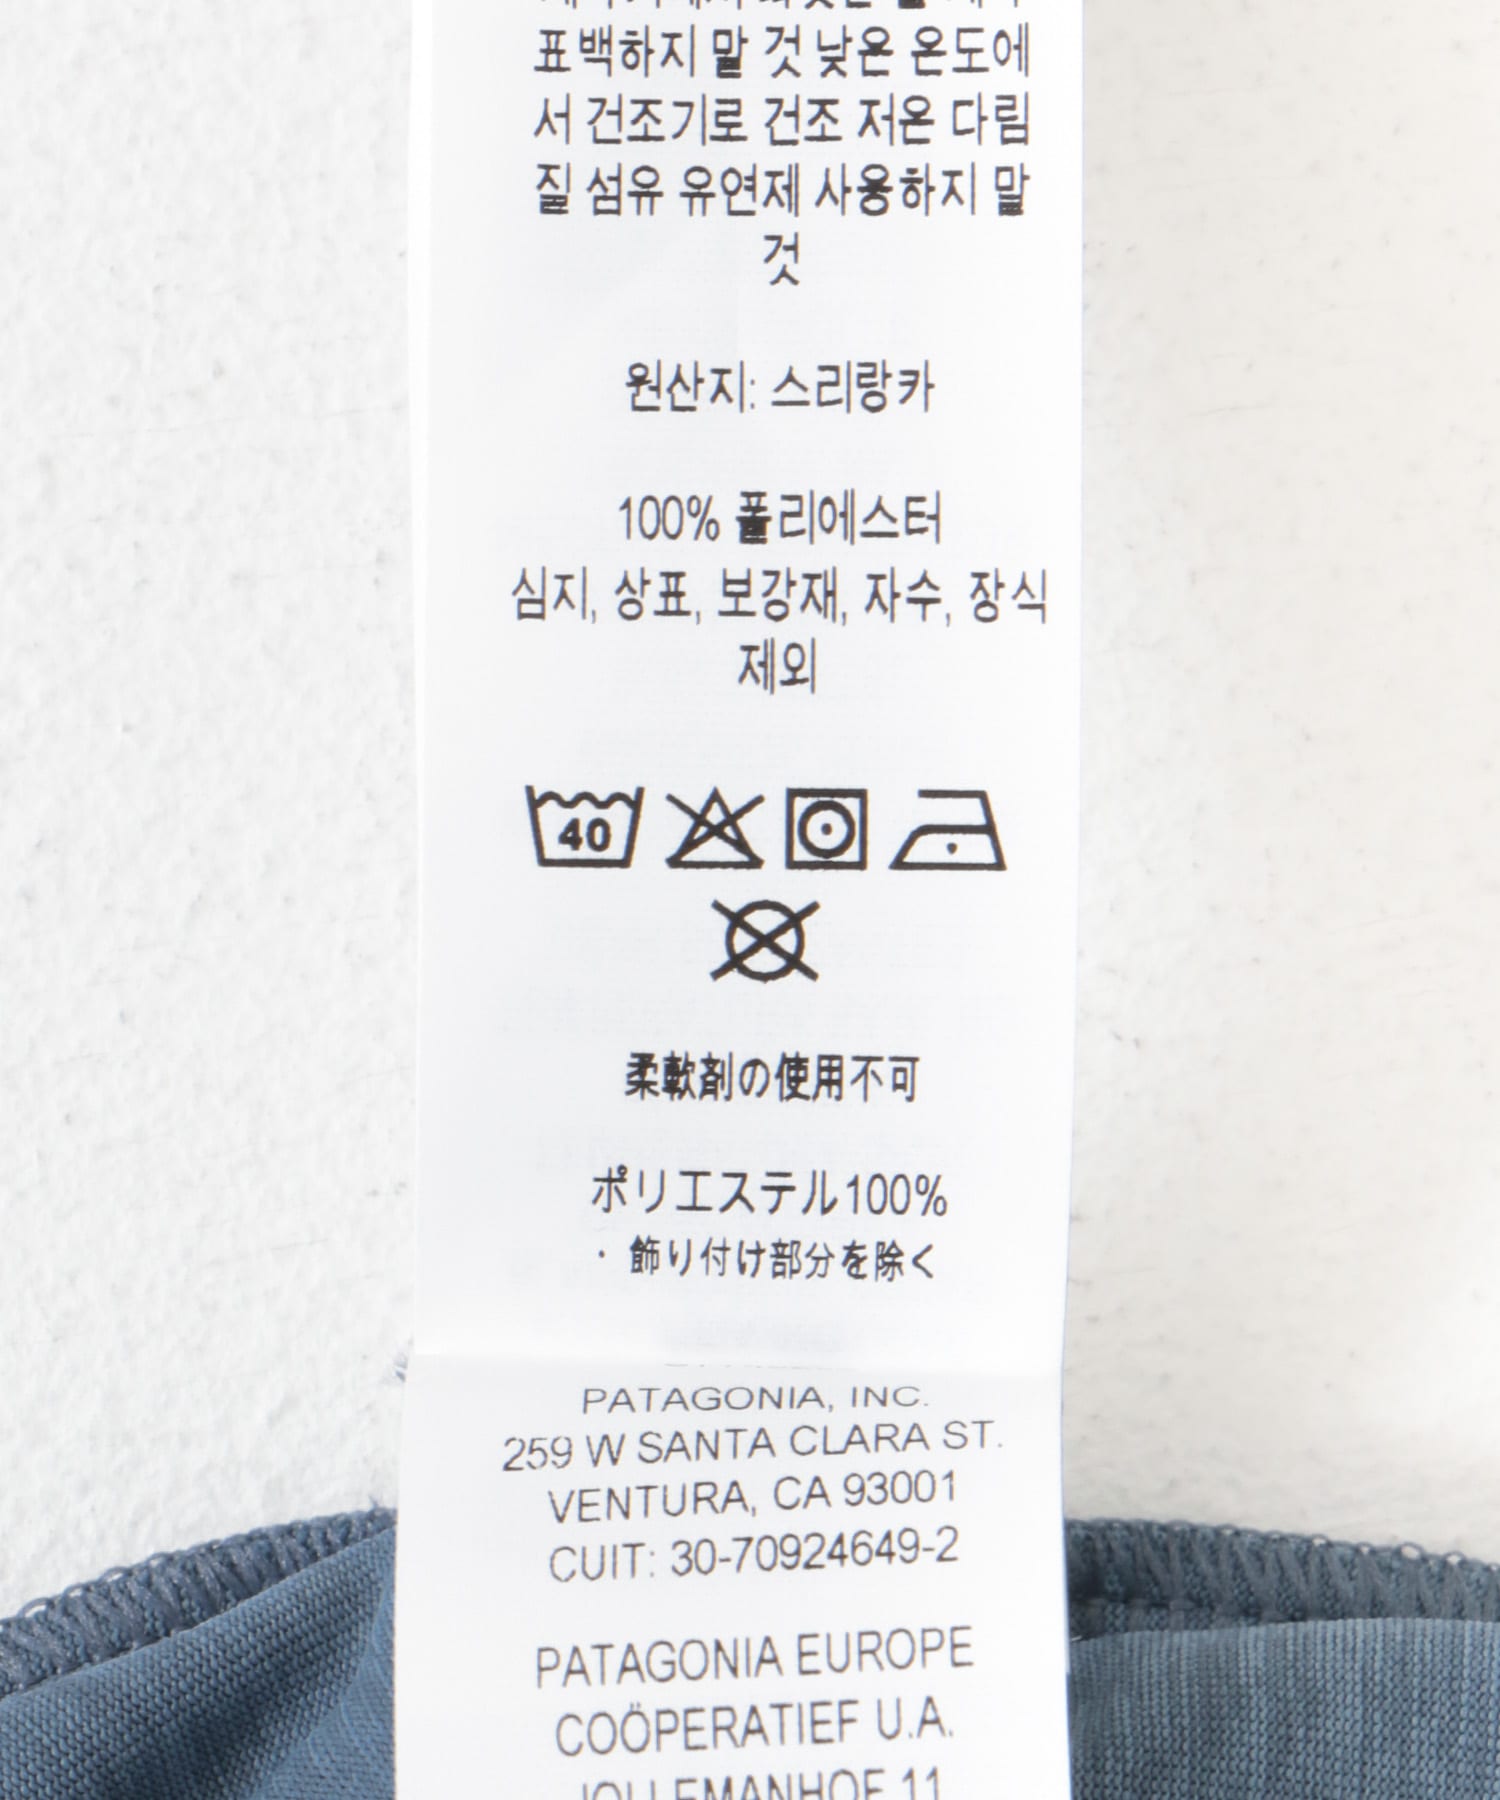 표백하지 말 것 낮은 온도에
서 건조기로 건조 저온 다림
질 섬유 유연제 사용하지 말
것
원산지: 스리랑카
100% 폴리에스터
심지, 상표, 보강재, 자수, 장식
제외
40
柔軟剤の使用不可
ポリエステル100%
・飾り付け部分を除く
PATAGONIA, INC.
259 W SANTA CLARA ST.
VENTURA, CA 93001
CUIT: 30-70924649-2
PATAGONIA EUROPE
COÖPERATIEF U.A.
JOLLEMANHOF 11